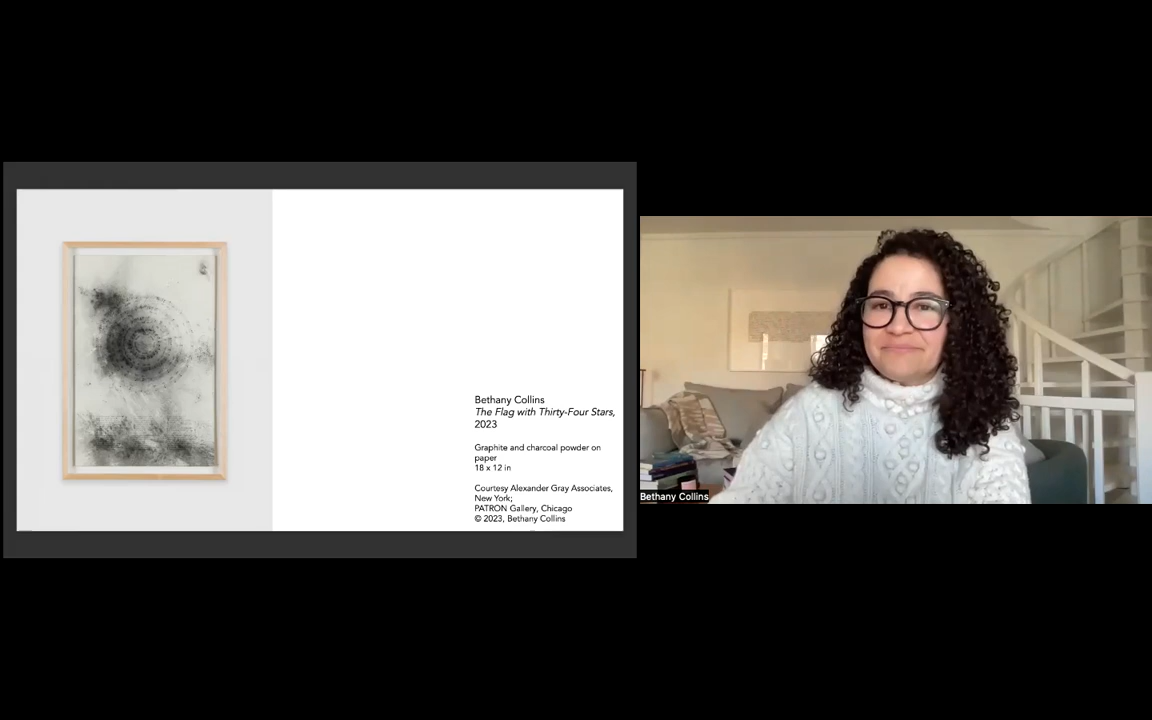 Bethany Collins
The Flag with Thirty-Four Stars,
2023
Graphite and charcoal powder on
paper
18 x 12 in
Courtesy Alexander Gray Associates,
New York;
PATRON Gallery, Chicago
© 2023, Bethany Collins
Bethany Collins